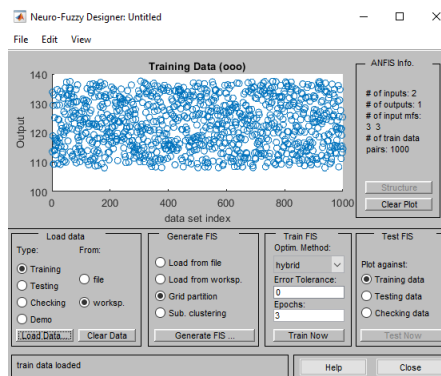 Neuro-Fuzzy Designer: Untitled
File Edit View
Training Data (ooo)
140
130
120
110
100
Output
0 200 400 600 800 1000
data set index
ANFIS Info.
# of inputs: 2
# of outputs: 1
# of input mfs:
3 3
# of train data
pairs: 1000
Structure
Clear Plot
Load data
Type: From:
Training
Testing
Checking
Demo
file
worksp.
Load Data...
Clear Data
Generate FIS
Load from file
Load from worksp.
Grid partition
Sub. clustering
Generate FIS ...
Train FIS
Optim. Method:
hybrid
Error Tolerance:
0
Epochs:
3
Train Now
Test FIS
Plot against:
Training data
Testing data
Checking data
Test Now
train data loaded
Help
Close